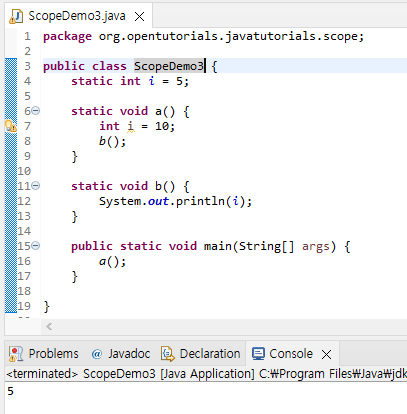 ScopeDemo3.java
1 package org.opentutorials.javatutorials.scope;
2
3 public class ScopeDemo3 {
4     static int i = 5;
5
6     static void a() {
7         int i = 10;
8         b();
9     }
10
11     static void b() {
12         System.out.println(i);
13     }
14
15     public static void main(String[] args) {
16         a();
17     }
18
19 }
Problems @ Javadoc Declaration Console
<terminated> ScopeDemo3 [Java Application] C:₩Program Files₩Java₩jdk
5